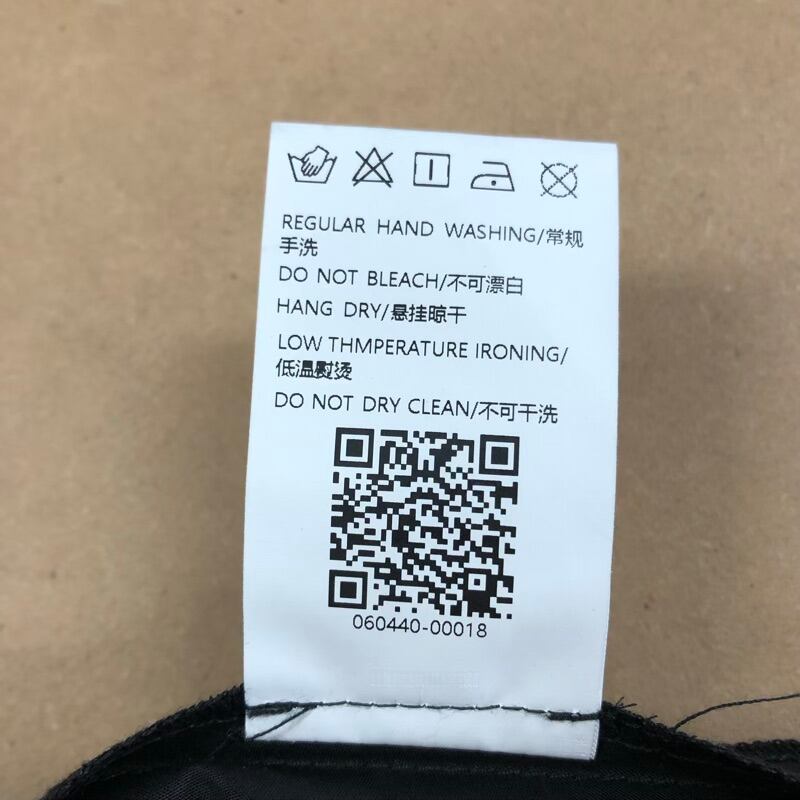 REGULAR HAND WASHING/常规
手洗
DO NOT BLEACH/不可漂白
HANG DRY/悬挂晾干
LOW THMPERATURE IRONING/
低温熨烫
DO NOT DRY CLEAN/不可干洗
060440-00018